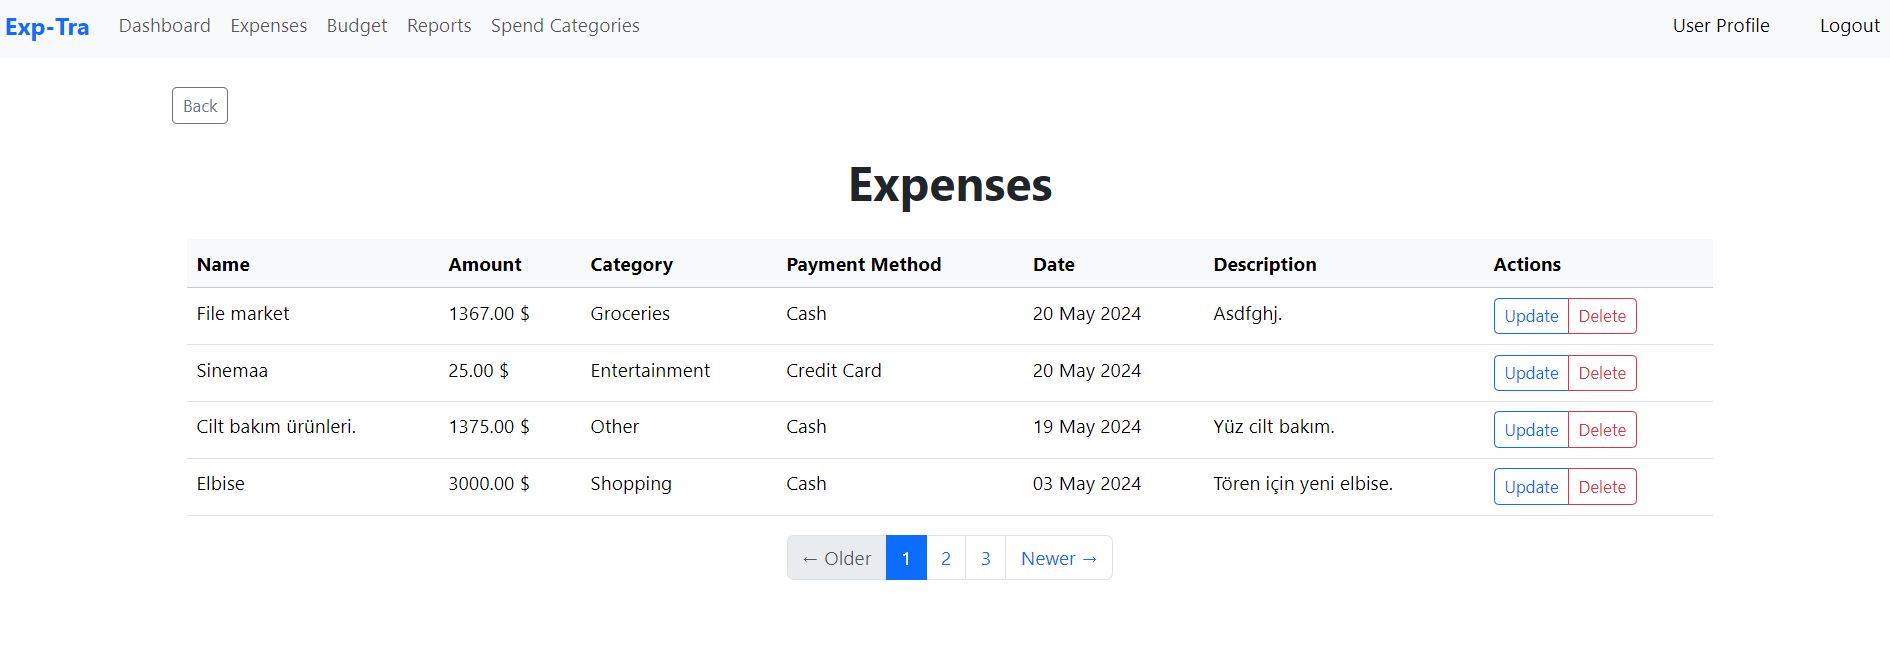 Exp-Tra Dashboard Expenses Budget Reports Spend Categories User Profile Logout
Back
Expenses
Name Amount Category Payment Method Date Description Actions
File market 1367.00 $ Groceries Cash 20 May 2024 Asdfghj. Update Delete
Sinemaa 25.00 $ Entertainment Credit Card 20 May 2024 Update Delete
Cilt bakım ürünleri. 1375.00 $ Other Cash 19 May 2024 Yüz cilt bakım. Update Delete
Elbise 3000.00 $ Shopping Cash 03 May 2024 Tören için yeni elbise. Update Delete
← Older 1 2 3 Newer →